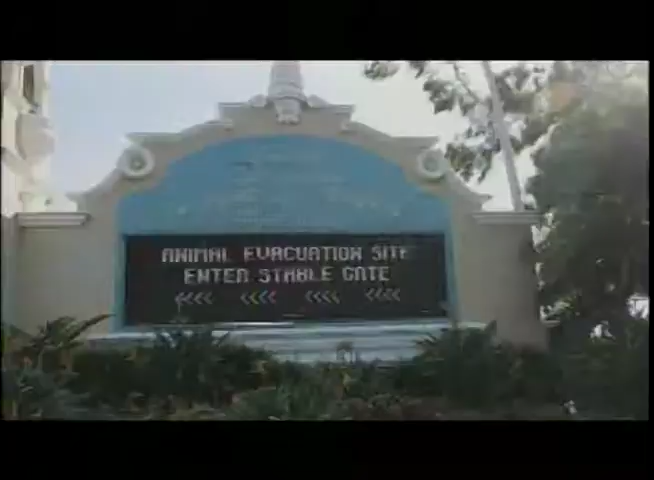 ANIMAL EVACUATION SITE
ENTER STABLE GATE
<<<< <<<< <<<< <<<<